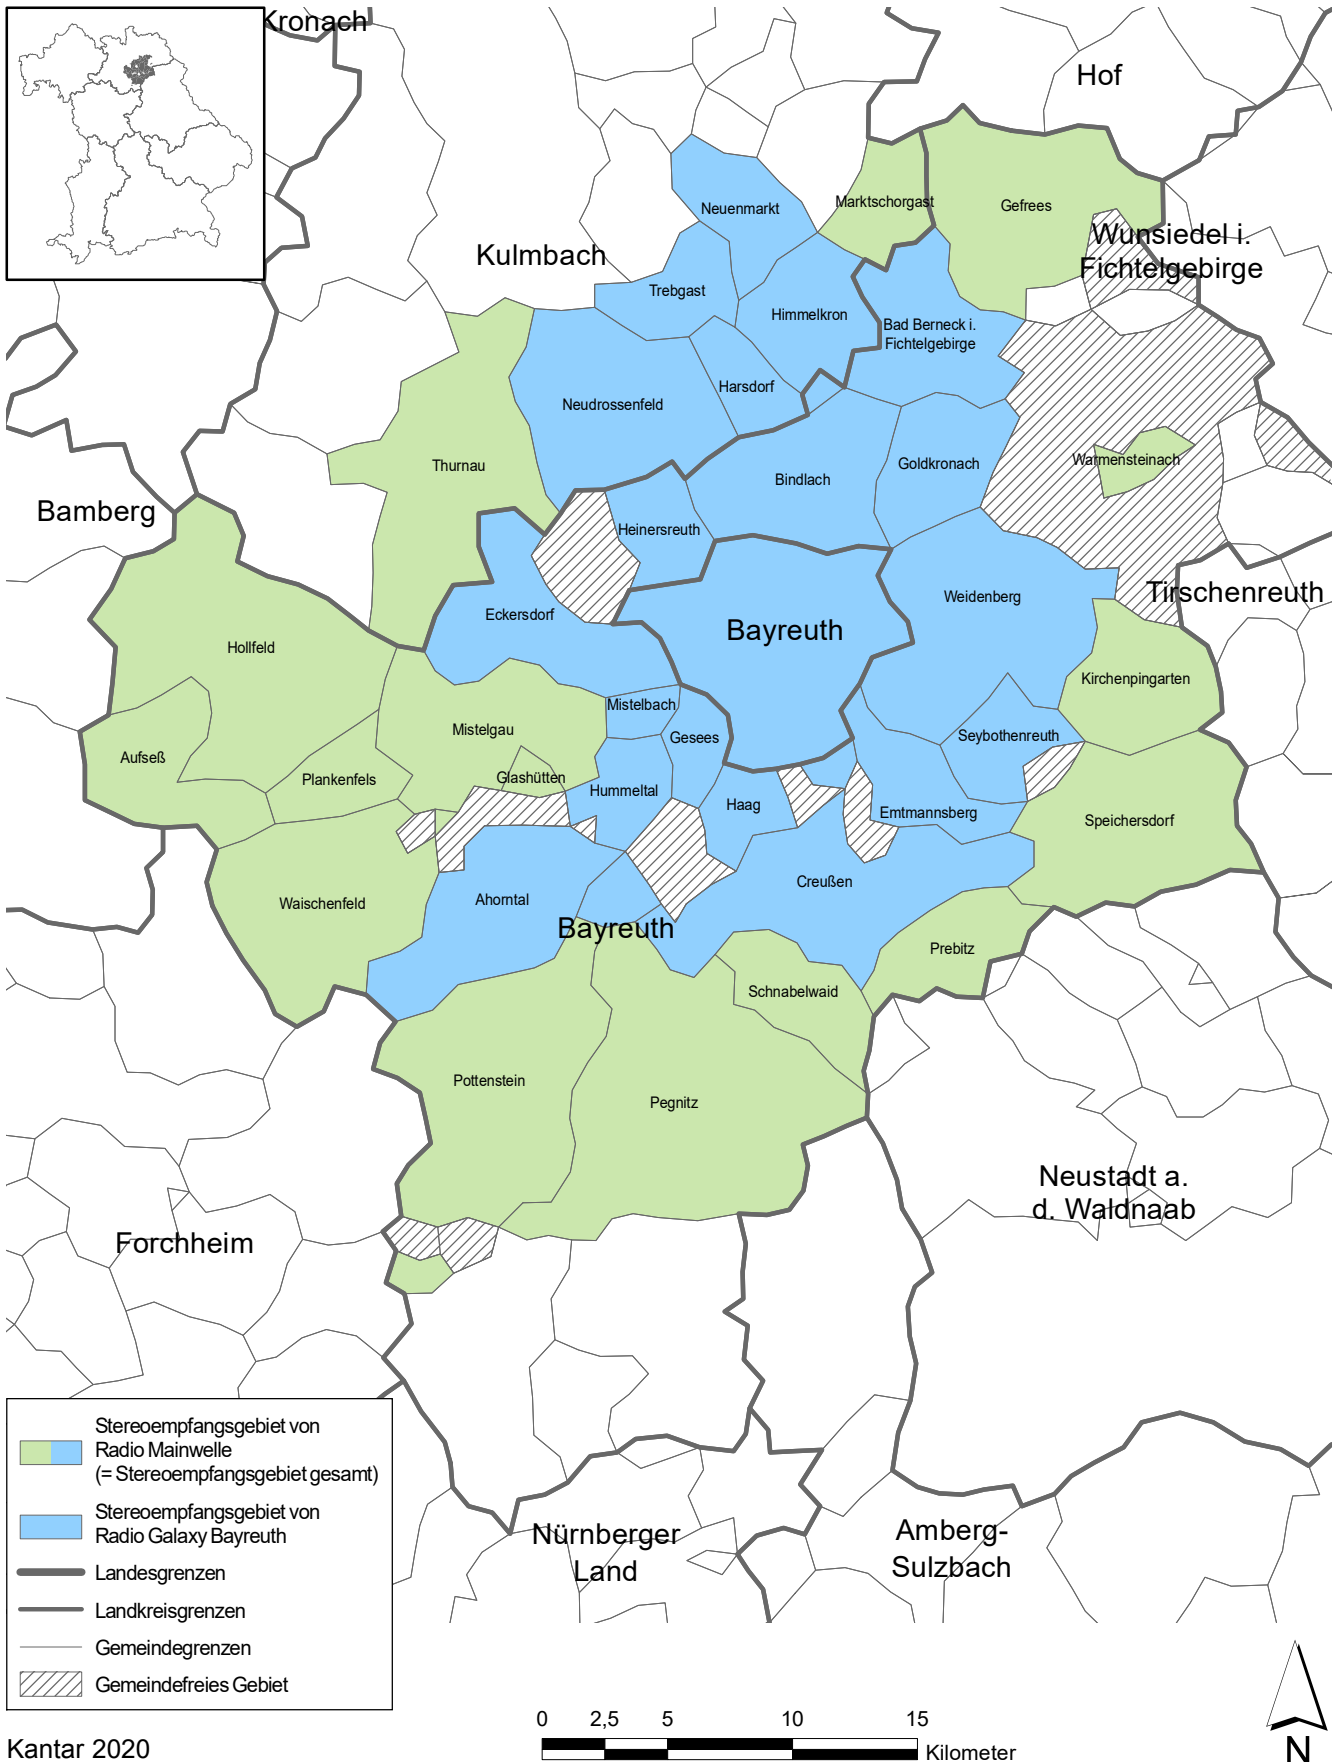 Kronach
Hof
Marktschorgast
Gefrees
Neuenmarkt
Wunsiedel i.
Fichtelgebirge
Kulmbach
Trebgast
Himmelkron
Bad Berneck i.
Fichtelgebirge
Harsdorf
Neudrossenfeld
Thurnau
Warmensteinach
Goldkronach
Bindlach
Bamberg
Heinersreuth
Tirschenreuth
Weidenberg
Eckersdorf
Bayreuth
Hollfeld
Kirchenpingarten
Mistelbach
Mistelgau
Gesees
Seybothenreuth
Aufseß
Plankenfels
Glashütten
Hummeltal
Haag
Emtmannsberg
Speichersdorf
Creußen
Waischenfeld
Ahorntal
Bayreuth
Prebitz
Schnabelwaid
Pottenstein
Pegnitz
Neustadt a.
d. Waldnaab
Forchheim
Stereoempfangsgebiet von
Radio Mainwelle
(= Stereoempfangsgebiet gesamt)
Stereoempfangsgebiet von
Radio Galaxy Bayreuth
Landesgrenzen
Landkreisgrenzen
Gemeindegrenzen
Gemeindefreies Gebiet
Nürnberger
Land
Amberg-
Sulzbach
0 2,5 5 10 15
Kilometer
N
Kantar 2020